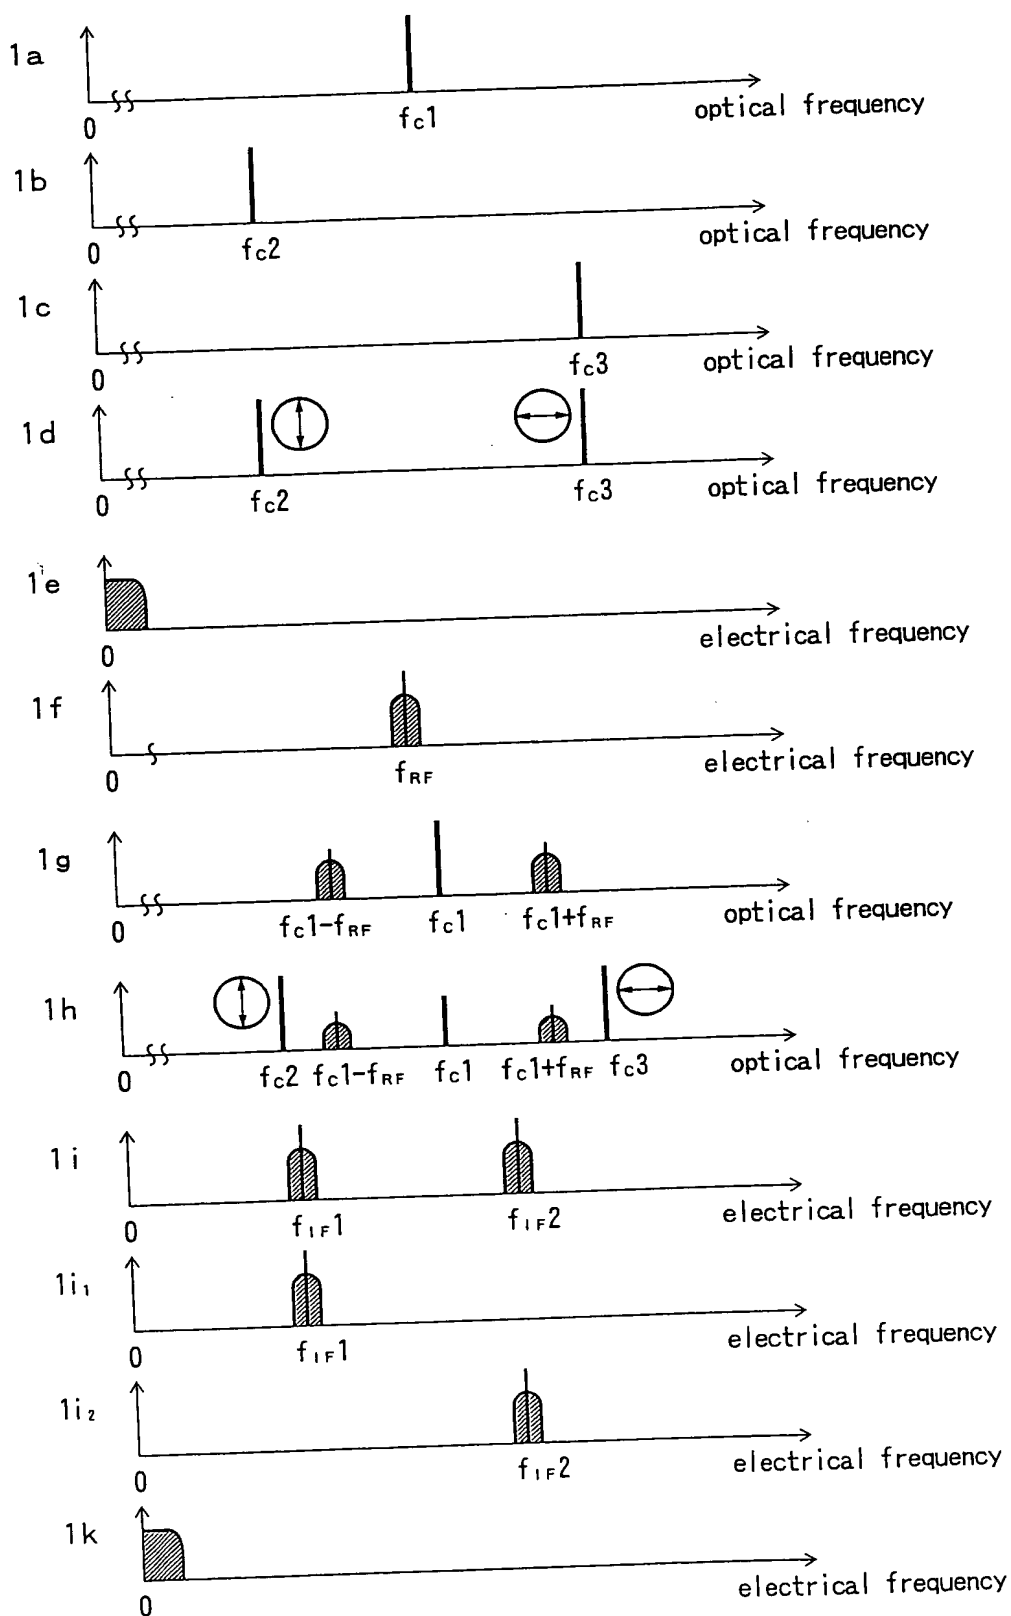 1a
optical frequency
0
fc1
1b
optical frequency
0
fc2
1c
optical frequency
0
fc3
1d
optical frequency
0
fc2
fc3
1e
electrical frequency
0
1f
electrical frequency
0
fRF
1g
optical frequency
0
fc1-fRF
fc1
fc1+fRF
1h
optical frequency
0
fc2 fc1-fRF fc1 fc1+fRF fc3
1i
electrical frequency
0
fIF1
fIF2
1i1
electrical frequency
0
fIF1
1i2
electrical frequency
0
fIF2
1k
electrical frequency
0